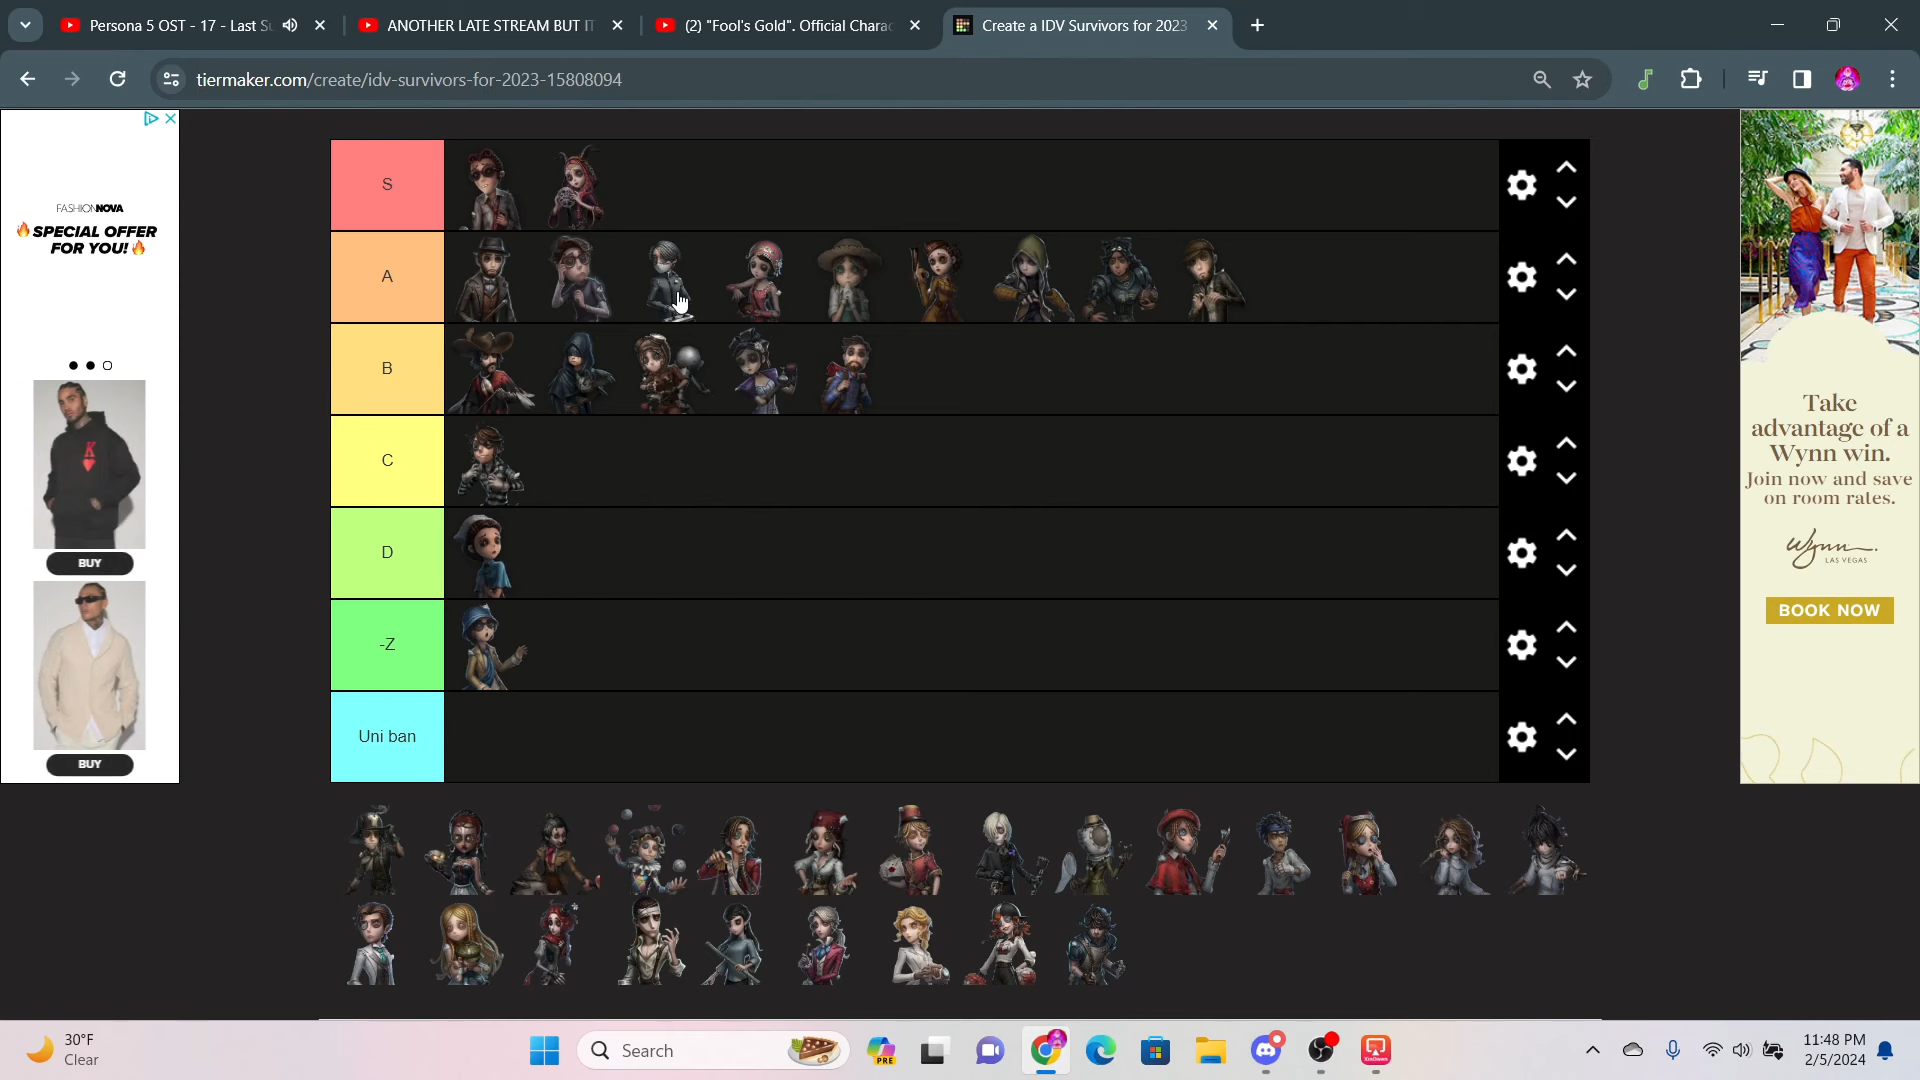 Persona 5 OST - 17 - Last Su
ANOTHER LATE STREAM BUT IT
(2) "Fool's Gold". Official Charac
Create a IDV Survivors for 2023
tiermaker.com/create/idv-survivors-for-2023-15808094
FASHIONNOVA
SPECIAL OFFER
FOR YOU!
K
BUY
BUY
S
A
B
C
D
-Z
Uni ban
Take
advantage of a
Wynn win.
Join now and save
on room rates.
Wynn
LAS VEGAS
BOOK NOW
30°F
Clear
Search
PRE
11:48 PM
2/5/2024